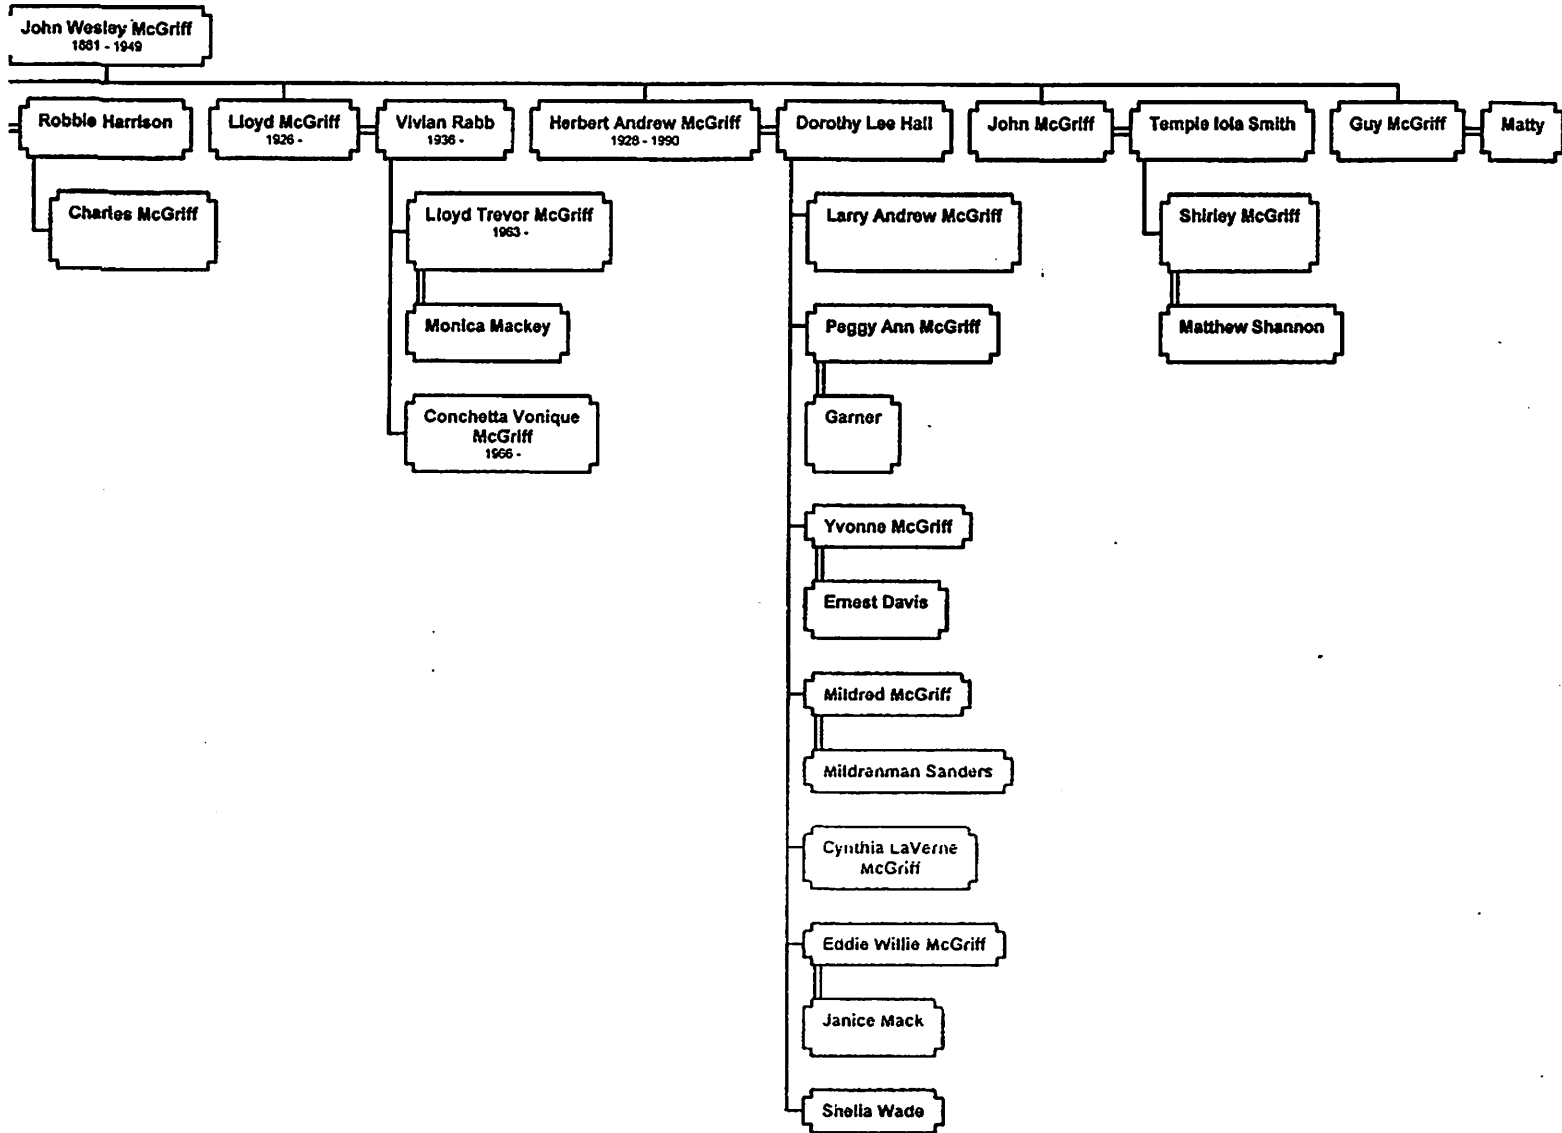 John Wesley McGriff
1881 - 1949
Robbie Harrison
Lloyd McGriff
1926 -
Vivian Rabb
1936 -
Herbert Andrew McGriff
1928 - 1990
Dorothy Lee Hall
John McGriff
Temple Iola Smith
Guy McGriff
Matty
Charles McGriff
Lloyd Trevor McGriff
1963 -
Larry Andrew McGriff
Shirley McGriff
Monica Mackey
Peggy Ann McGriff
Matthew Shannon
Conchetta Vonique
McGriff
1966 -
Garner
Yvonne McGriff
Ernest Davis
Mildred McGriff
Mildranman Sanders
Cynthia LaVerne
McGriff
Eddie Willie McGriff
Janice Mack
Shella Wade